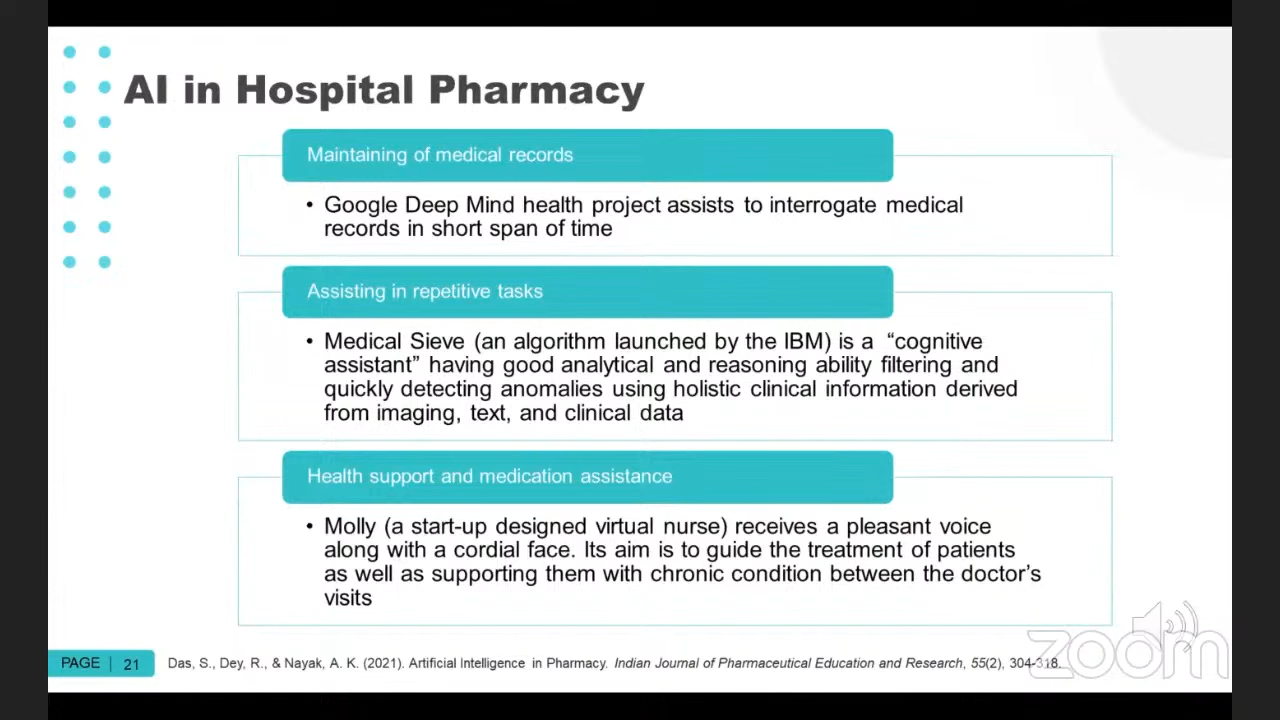 AI in Hospital Pharmacy
Maintaining of medical records
• Google Deep Mind health project assists to interrogate medical
records in short span of time
Assisting in repetitive tasks
• Medical Sieve (an algorithm launched by the IBM) is a “cognitive
assistant” having good analytical and reasoning ability filtering and
quickly detecting anomalies using holistic clinical information derived
from imaging, text, and clinical data
Health support and medication assistance
• Molly (a start-up designed virtual nurse) receives a pleasant voice
along with a cordial face. Its aim is to guide the treatment of patients
as well as supporting them with chronic condition between the doctor’s
visits
PAGE | 21
Das, S., Dey, R., & Nayak, A. K. (2021). Artificial Intelligence in Pharmacy. Indian Journal of Pharmaceutical Education and Research, 55(2), 304-318.
zoom